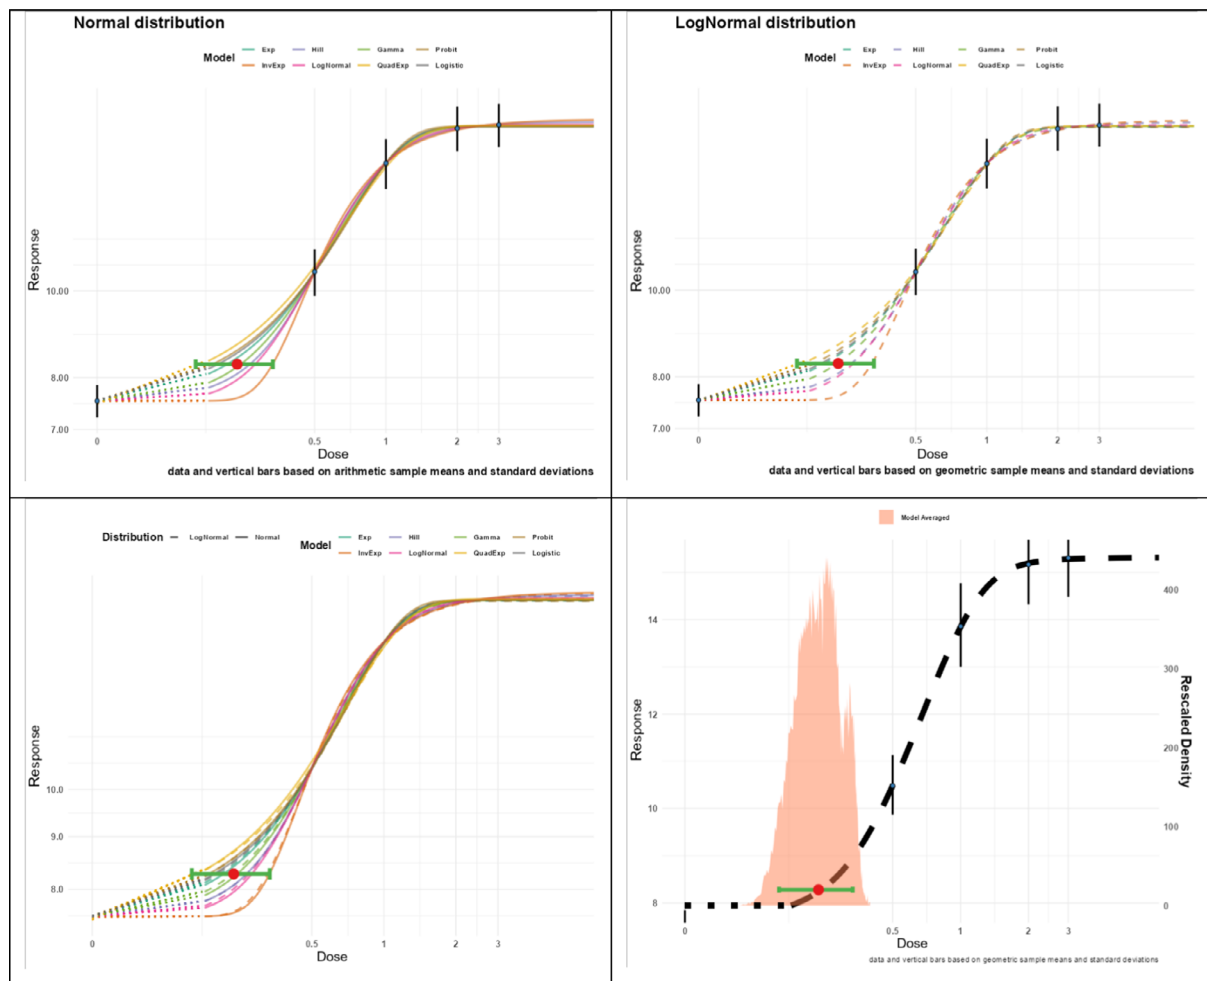 Normal distribution
Model
Exp Hill Gamma Probit
InvExp LogNormal QuadExp Logistic
Response
10.00
8.00
7.00
0 0.5 1 2 3
Dose
data and vertical bars based on arithmetic sample means and standard deviations
LogNormal distribution
Model
Exp Hill Gamma Probit
InvExp LogNormal QuadExp Logistic
Response
10.00
8.00
7.00
0 0.5 1 2 3
Dose
data and vertical bars based on geometric sample means and standard deviations
Distribution LogNormal Normal
Model
Exp Hill Gamma Probit
InvExp LogNormal QuadExp Logistic
Response
10.0
9.0
8.0
0 0.5 1 2 3
Dose
Model Averaged
Response
14
12
10
8
400
300
200
100
0
Rescaled Density
0 0.5 1 2 3
Dose
data and vertical bars based on geometric sample means and standard deviations